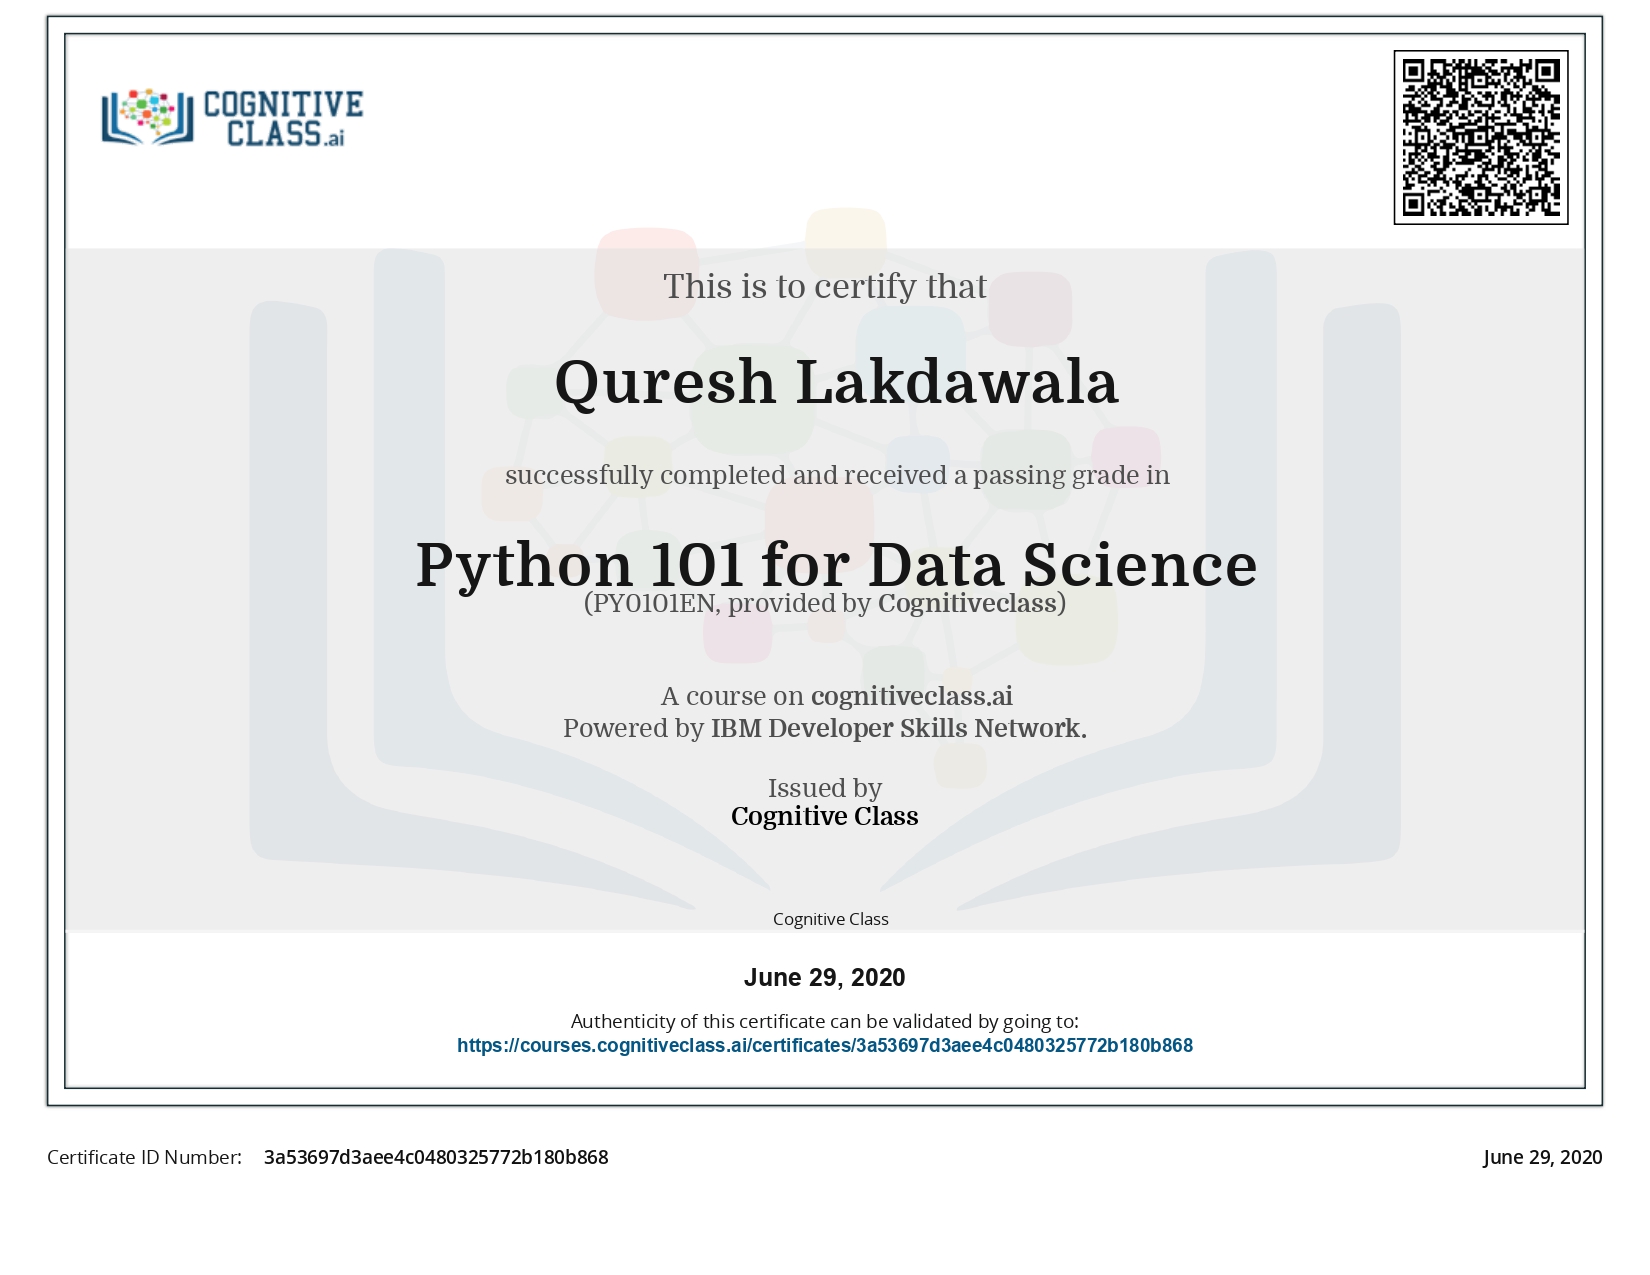 COGNITIVE
CLASS.ai
This is to certify that
Quresh Lakdawala
successfully completed and received a passing grade in
Python 101 for Data Science
(PY0101EN, provided by Cognitiveclass)
A course on cognitiveclass.ai
Powered by IBM Developer Skills Network.
Issued by
Cognitive Class
Cognitive Class
June 29, 2020
Authenticity of this certificate can be validated by going to:
https://courses.cognitiveclass.ai/certificates/3a53697d3aee4c0480325772b180b868
Certificate ID Number: 3a53697d3aee4c0480325772b180b868
June 29, 2020